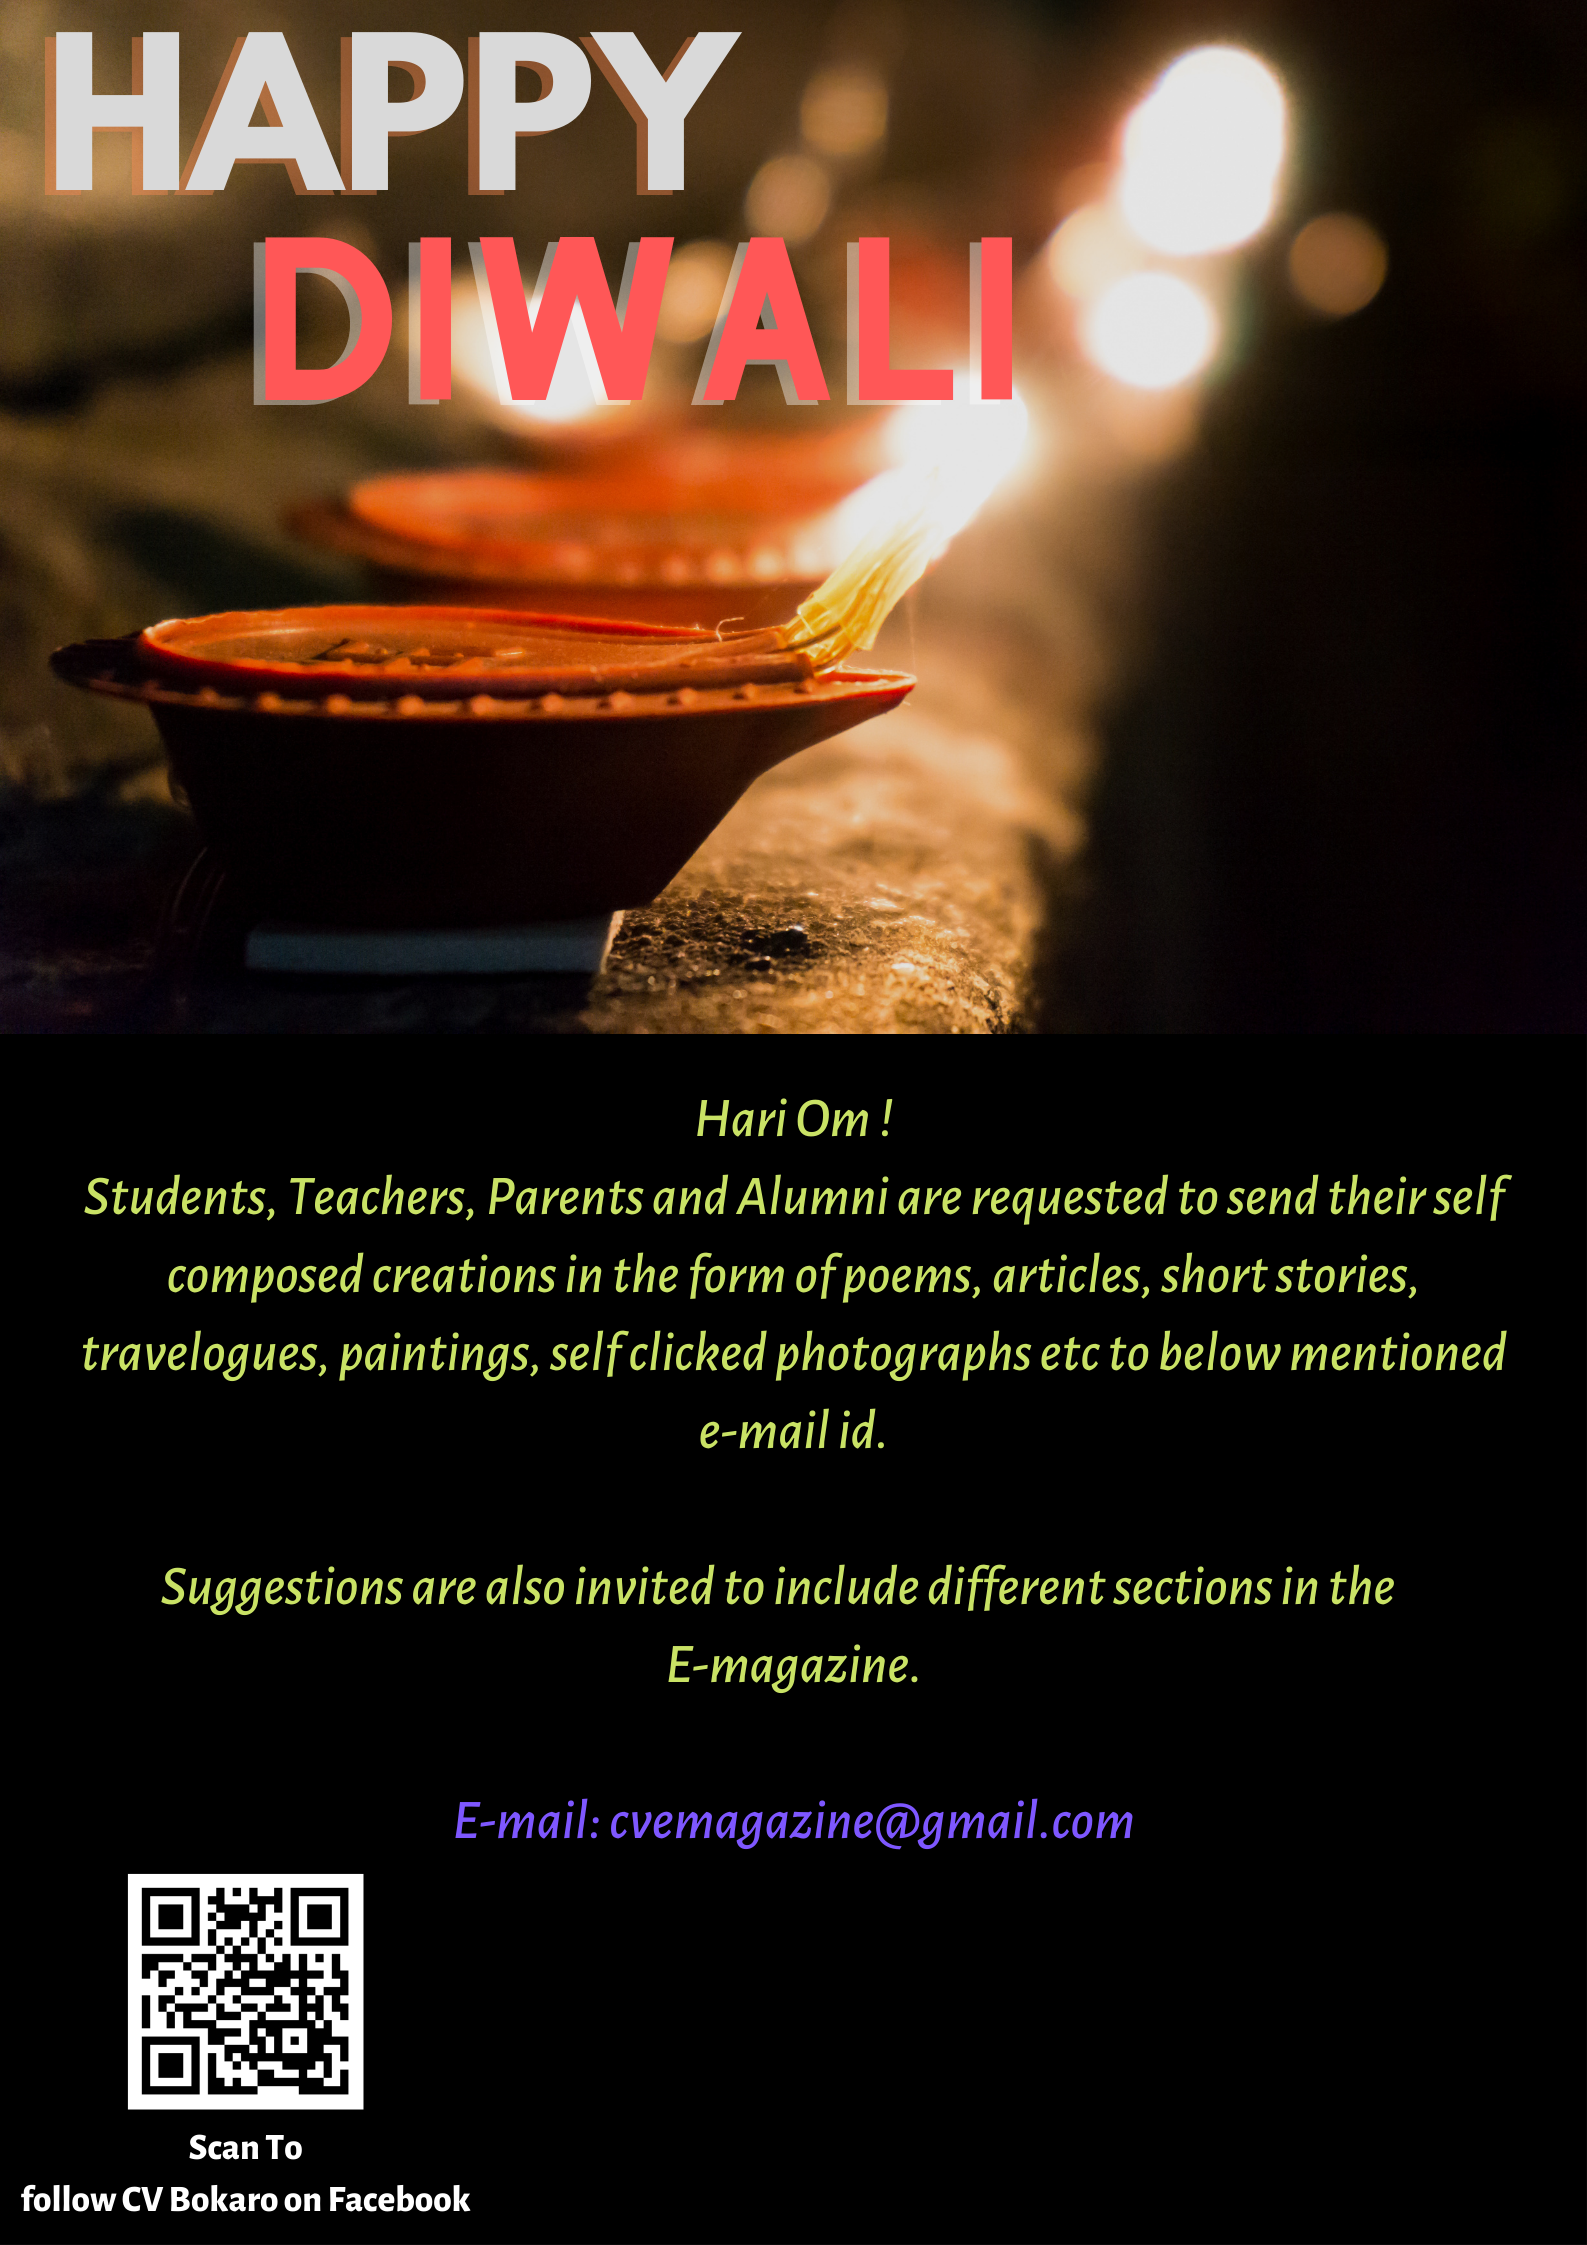 HAPPY
DIWALI
Hari Om !
Students, Teachers, Parents and Alumni are requested to send their self
composed creations in the form of poems, articles, short stories,
travelogues, paintings, self clicked photographs etc to below mentioned
e-mail id.
Suggestions are also invited to include different sections in the
E-magazine.
E-mail: cvemagazine@gmail.com
Scan To
follow CV Bokaro on Facebook